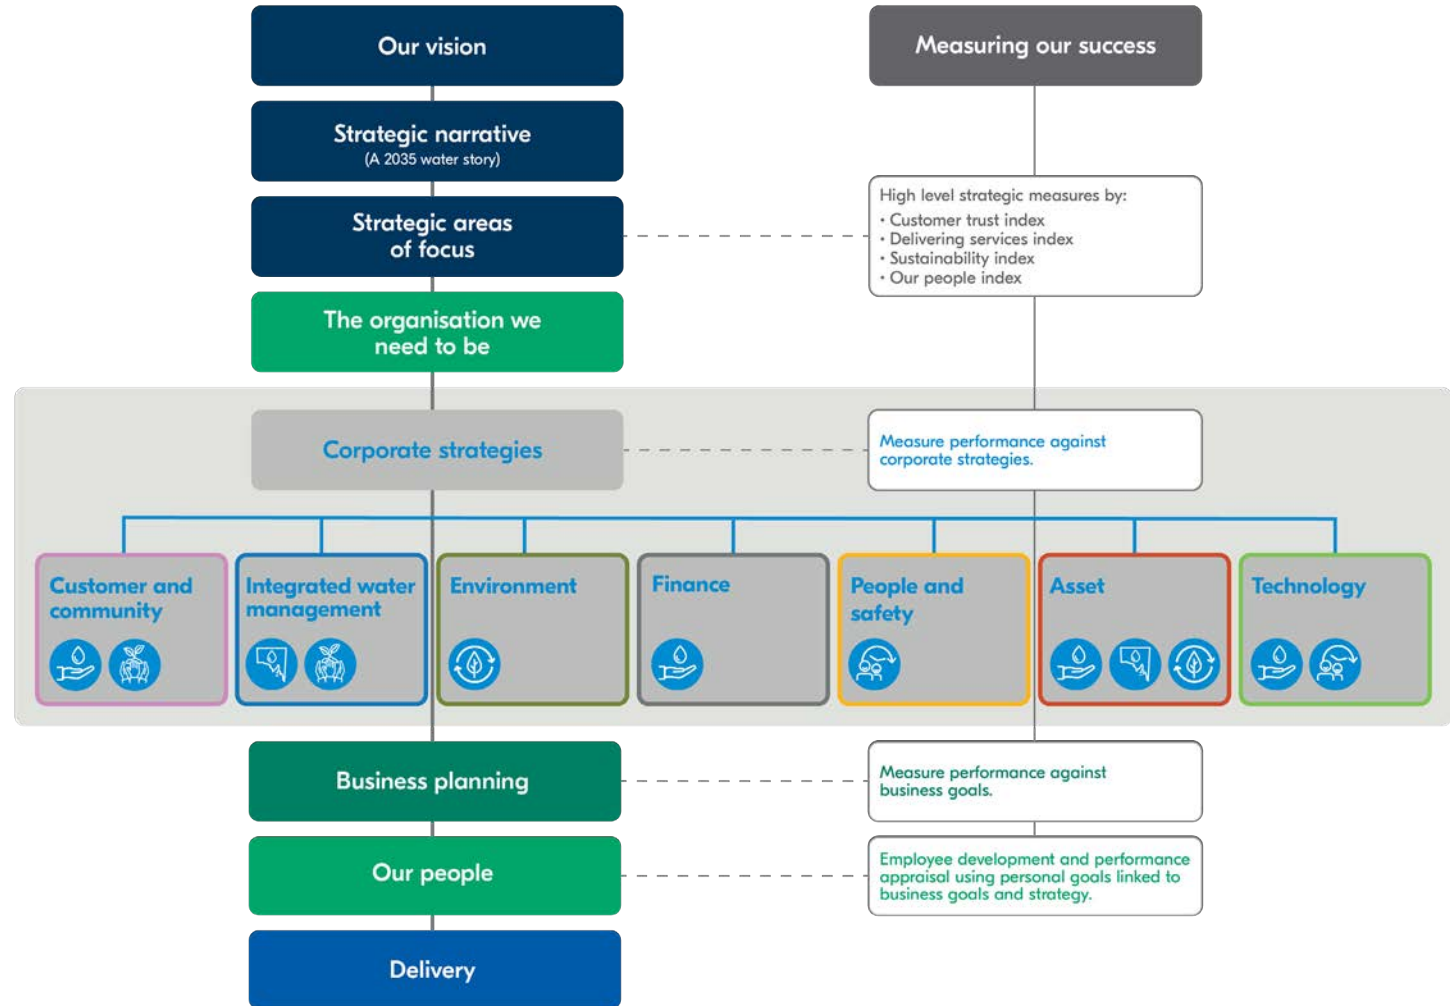 Our vision
Measuring our success
Strategic narrative
(A 2035 water story)
Strategic areas
of focus
High level strategic measures by:
• Customer trust index
• Delivering services index
• Sustainability index
• Our people index
The organisation we
need to be
Corporate strategies
Measure performance against
corporate strategies.
Customer and
community
Integrated water
management
Environment
Finance
People and
safety
Asset
Technology
Business planning
Measure performance against
business goals.
Our people
Employee development and performance
appraisal using personal goals linked to
business goals and strategy.
Delivery